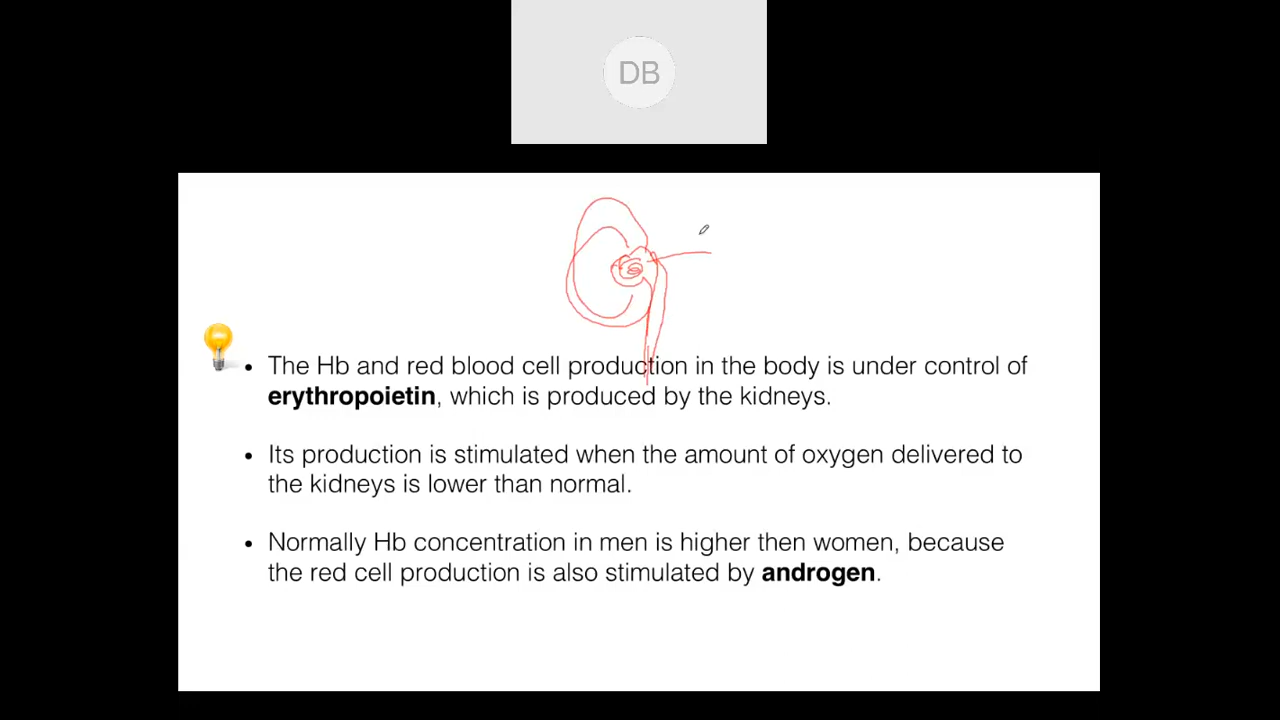 DB
• The Hb and red blood cell production in the body is under control of
erythropoietin, which is produced by the kidneys.
• Its production is stimulated when the amount of oxygen delivered to
the kidneys is lower than normal.
• Normally Hb concentration in men is higher then women, because
the red cell production is also stimulated by androgen.